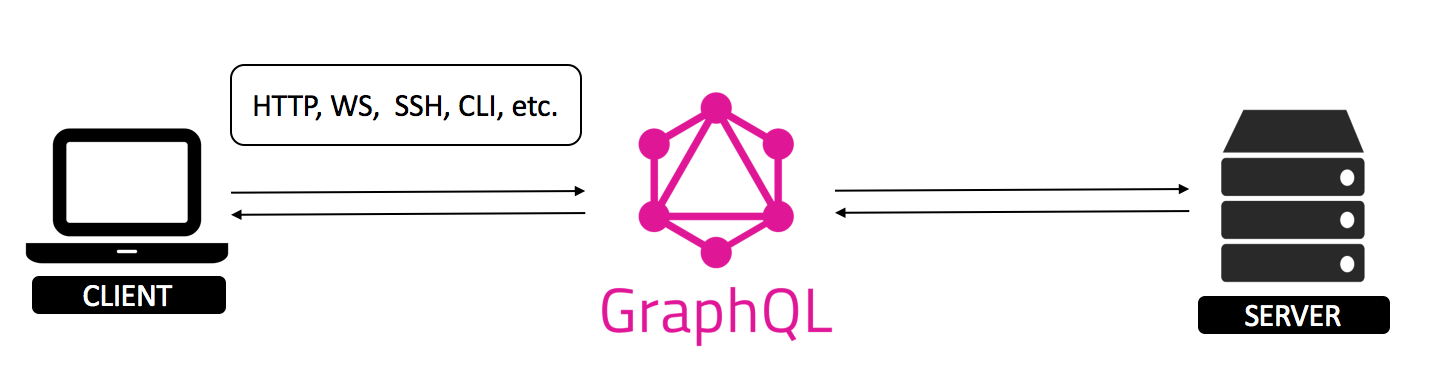 HTTP, WS,  SSH, CLI, etc.
CLIENT
GraphQL
SERVER